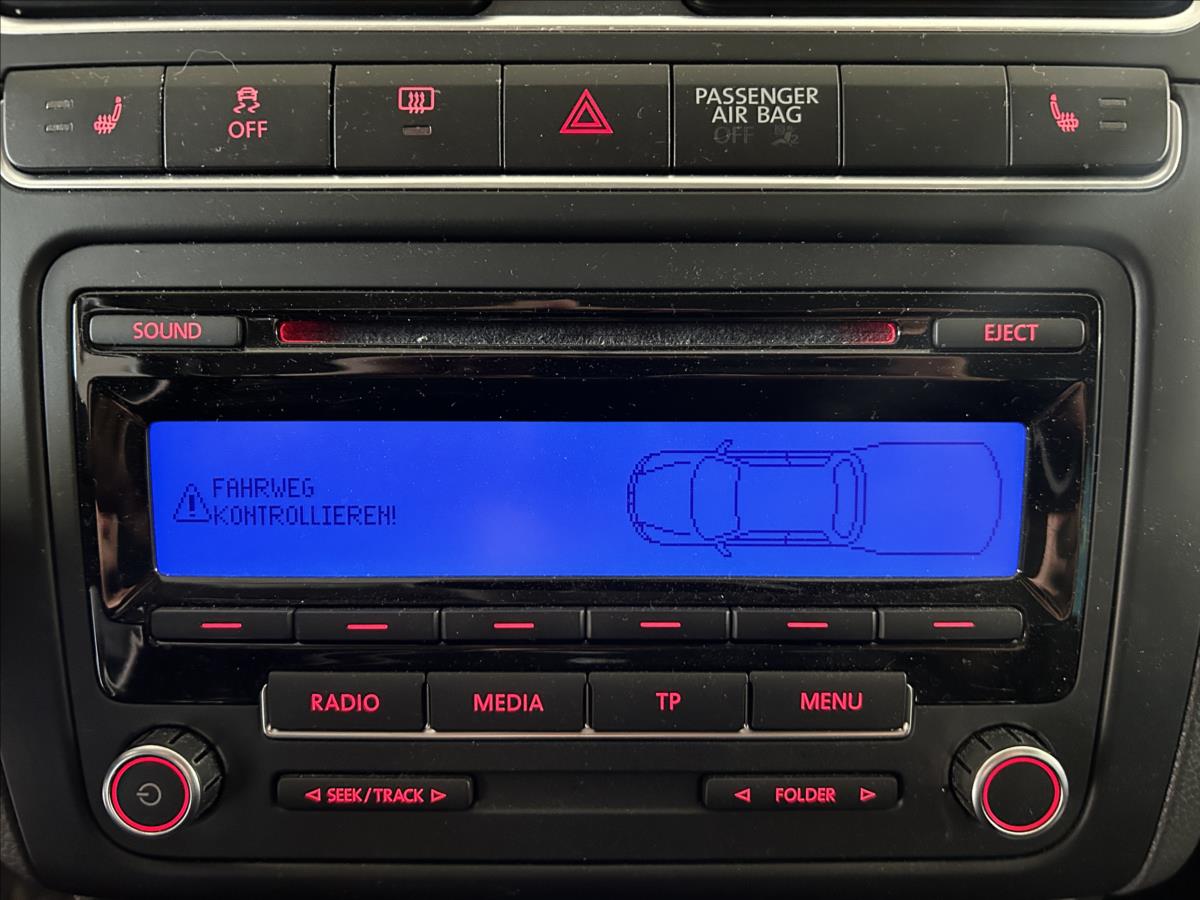 OFF
PASSENGER
AIR BAG
OFF
SOUND
EJECT
FAHRWEG
KONTROLLIEREN!
RADIO
MEDIA
TP
MENU
SEEK/TRACK
FOLDER